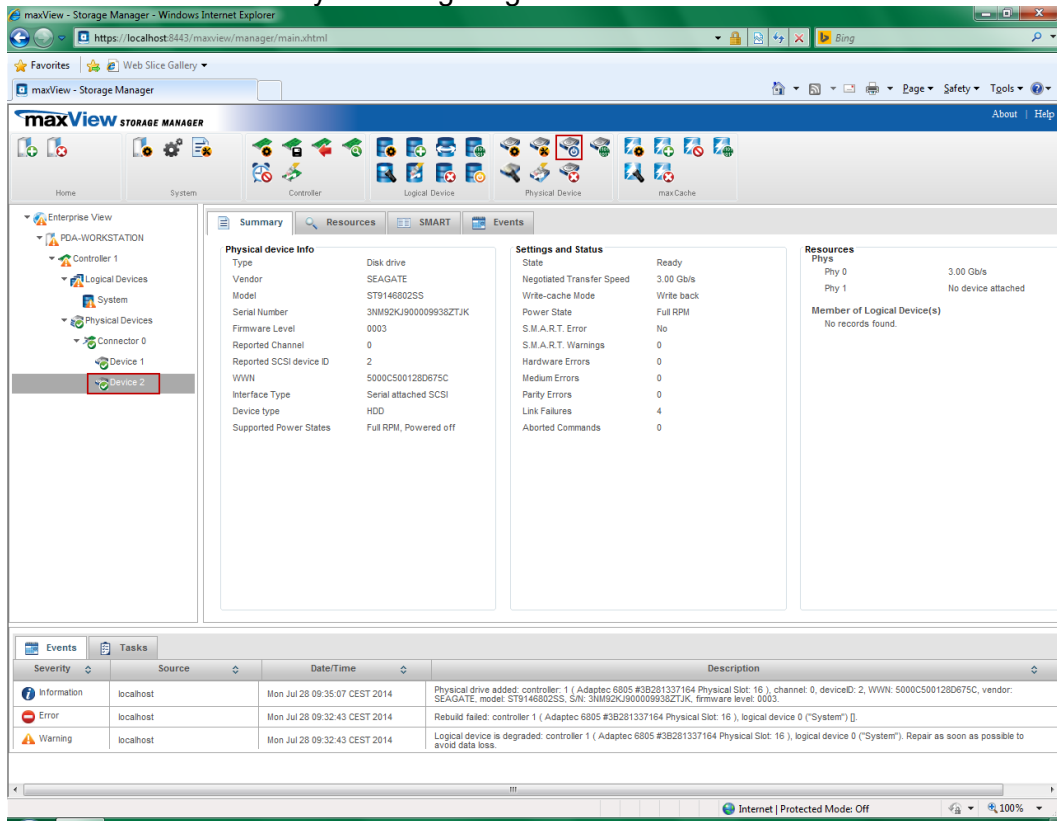 maxView - Storage Manager - Windows Internet Explorer
https://localhost:8443/maxview/manager/main.xhtml
Bing
Favorites
Web Slice Gallery
maxView - Storage Manager
Page
Safety
Tools
maxView STORAGE MANAGER
About | Help
Home
System
Controller
Logical Device
Physical Device
maxCache
Enterprise View
PDA-WORKSTATION
Controller 1
Logical Devices
System
Physical Devices
Connector 0
Device 1
Device 2
Summary
Resources
SMART
Events
Physical device Info
Type Disk drive
Vendor SEAGATE
Model ST9146802SS
Serial Number 3NM92KJ900009938ZTJK
Firmware Level 0003
Reported Channel 0
Reported SCSI device ID 2
WWN 5000C500128D675C
Interface Type Serial attached SCSI
Device type HDD
Supported Power States Full RPM, Powered off
Settings and Status
State Ready
Negotiated Transfer Speed 3.00 Gb/s
Write-cache Mode Write back
Power State Full RPM
S.M.A.R.T. Error No
S.M.A.R.T. Warnings 0
Hardware Errors 0
Medium Errors 0
Parity Errors 0
Link Failures 4
Aborted Commands 0
Resources
Phys
Phy 0 3.00 Gb/s
Phy 1 No device attached
Member of Logical Device(s)
No records found.
Events
Tasks
Severity Source Date/Time Description
Information localhost Mon Jul 28 09:35:07 CEST 2014 Physical drive added: controller: 1 ( Adaptec 6805 #3B281337164 Physical Slot: 16 ), channel: 0, deviceID: 2, WWN: 5000C500128D675C, vendor:
SEAGATE, model: ST9146802SS, S/N: 3NM92KJ900009938ZTJK, firmware level: 0003.
Error localhost Mon Jul 28 09:32:43 CEST 2014 Rebuild failed: controller 1 ( Adaptec 6805 #3B281337164 Physical Slot: 16 ), logical device 0 ("System") [].
Warning localhost Mon Jul 28 09:32:43 CEST 2014 Logical device is degraded: controller 1 ( Adaptec 6805 #3B281337164 Physical Slot: 16 ), logical device 0 ("System"). Repair as soon as possible to
avoid data loss.
Internet | Protected Mode: Off
100%